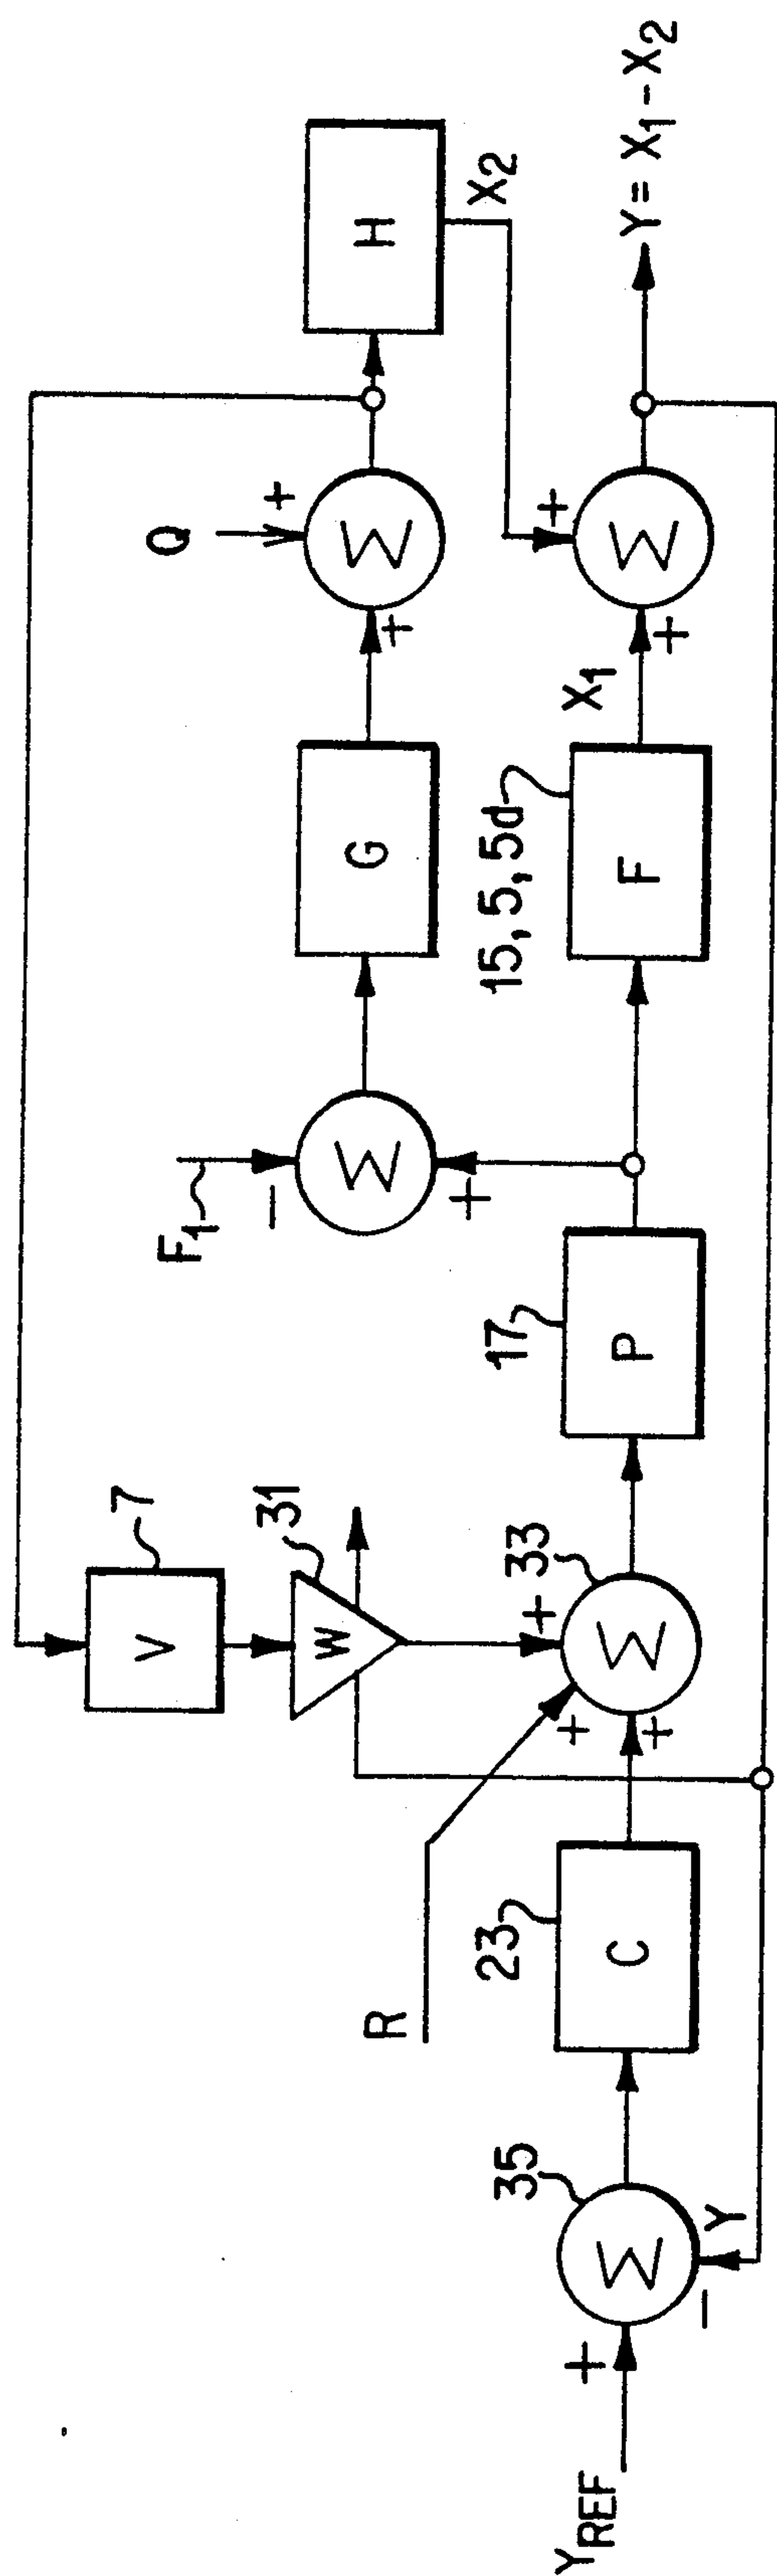 Q
H
X2
F1
−
+
G
+
+
7
V
31
W
R
+
+
+
33
Σ
17
P
Σ
Σ
15, 5, 5d
F
X1
+
+
Σ
Y = X1 - X2
YREF
+
−
Y
35
Σ
23
C